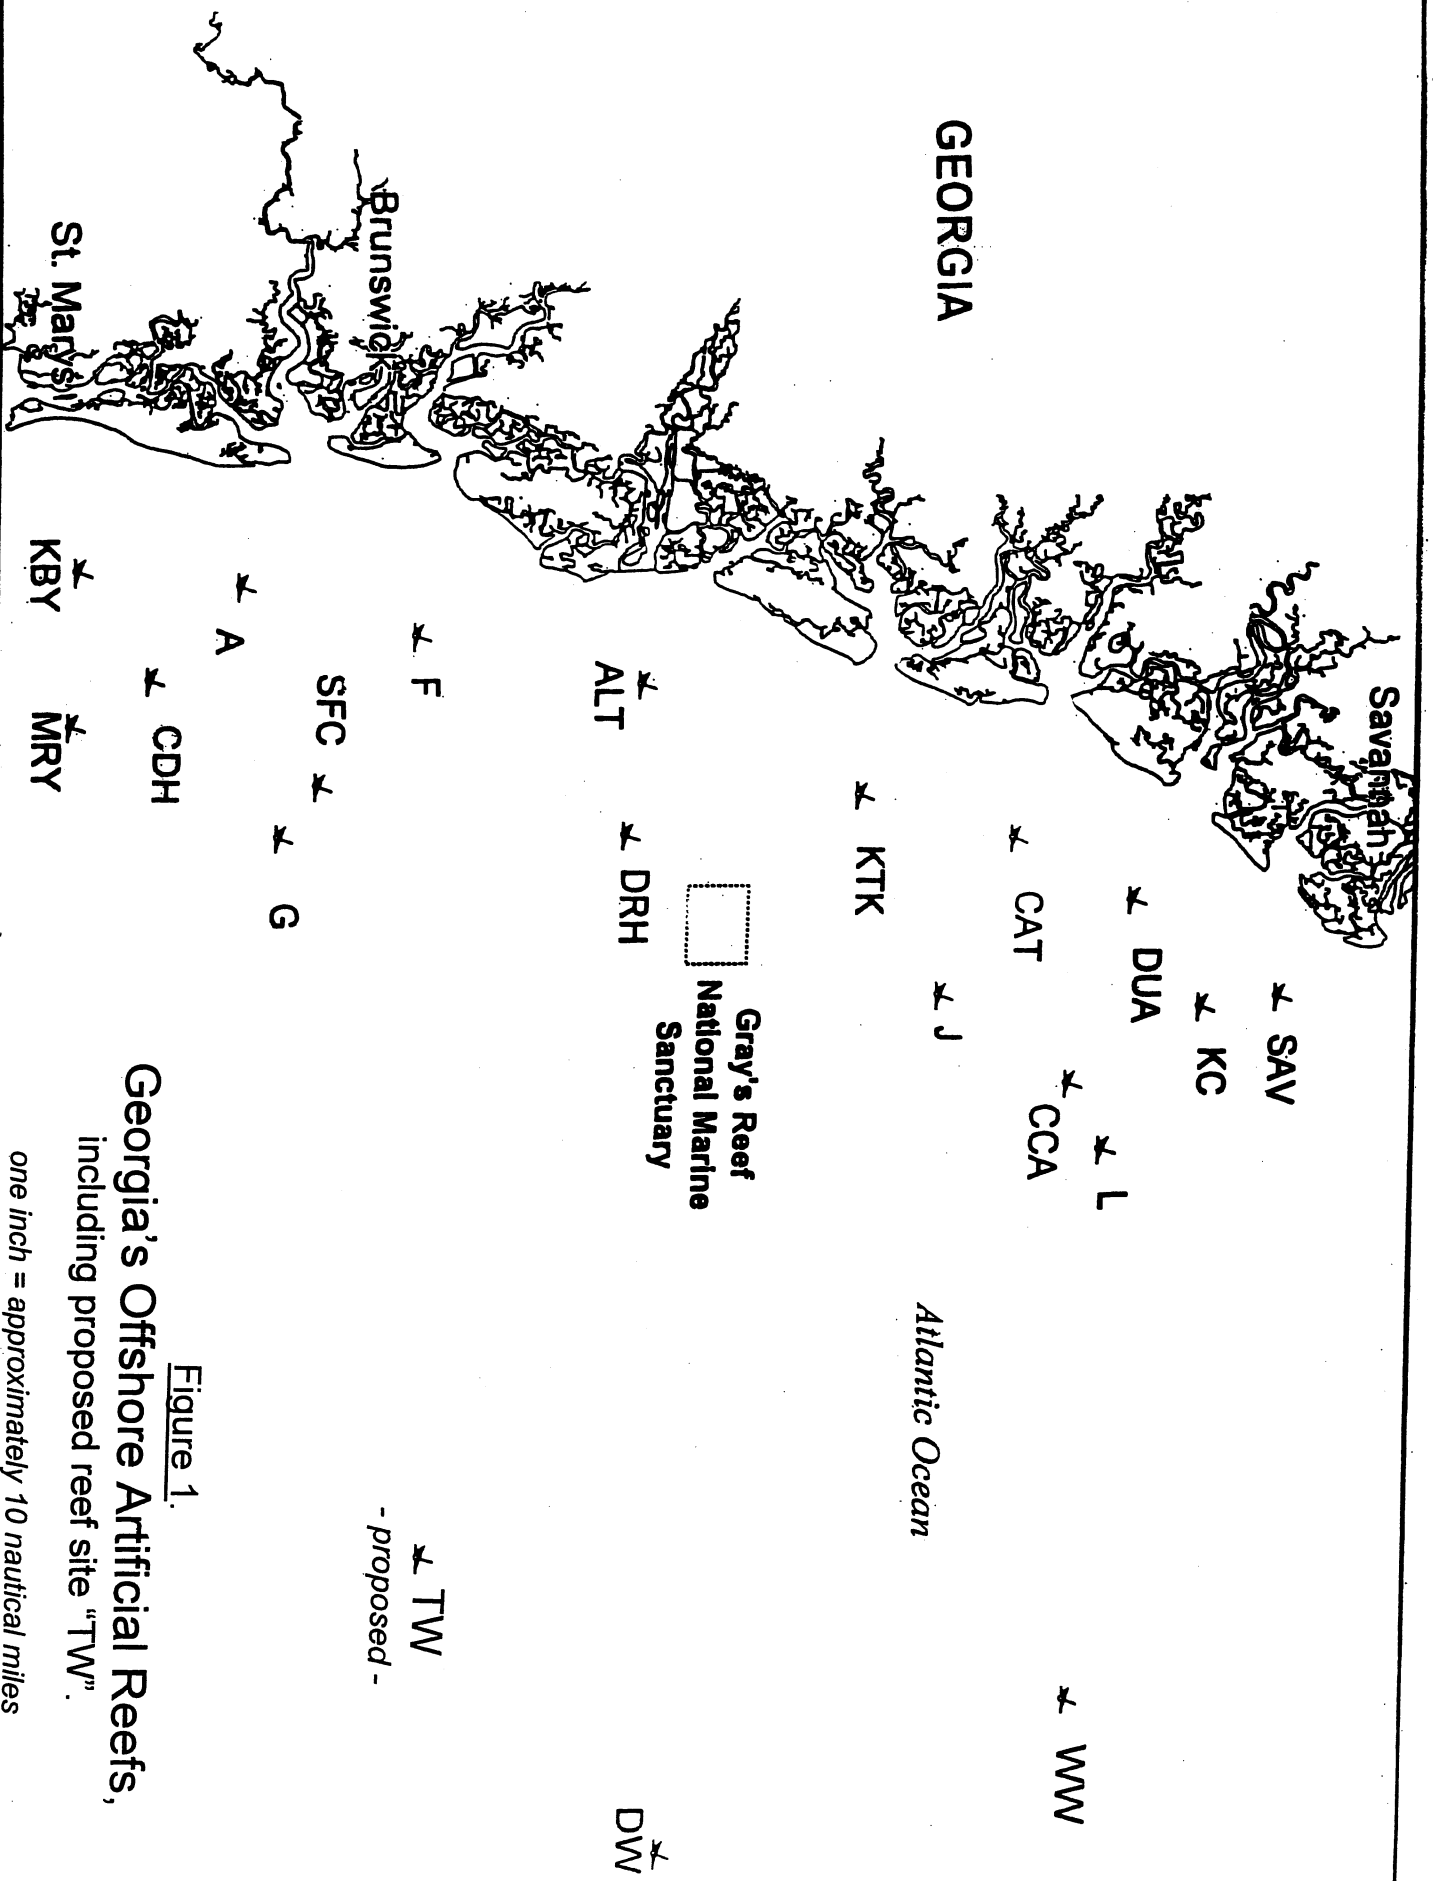 GEORGIA
Savannah
Brunswick
St. Marys
SAV
KC
DUA
L
CAT
CCA
J
KTK
WW
Atlantic Ocean
Gray's Reef
National Marine
Sanctuary
ALT
DRH
DW
F
TW
- proposed -
SFC
G
A
CDH
KBY
MRY
Figure 1.
Georgia's Offshore Artificial Reefs,
including proposed reef site "TW".
one inch = approximately 10 nautical miles